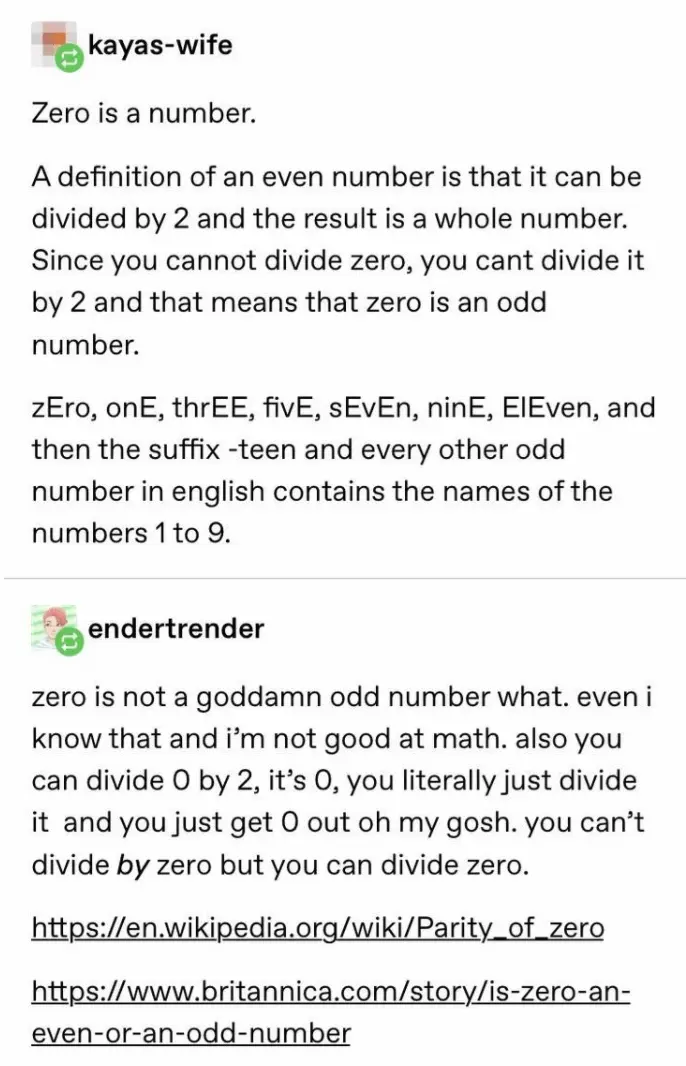 kayas-wife
Zero is a number.
A definition of an even number is that it can be
divided by 2 and the result is a whole number.
Since you cannot divide zero, you cant divide it
by 2 and that means that zero is an odd
number.
zEro, onE, thrEE, fivE, sEvEn, ninE, ElEven, and
then the suffix -teen and every other odd
number in english contains the names of the
numbers 1 to 9.
endertrender
zero is not a goddamn odd number what. even i
know that and i’m not good at math. also you
can divide 0 by 2, it’s 0, you literally just divide
it  and you just get 0 out oh my gosh. you can’t
divide by zero but you can divide zero.
https://en.wikipedia.org/wiki/Parity_of_zero
https://www.britannica.com/story/is-zero-an-
even-or-an-odd-number